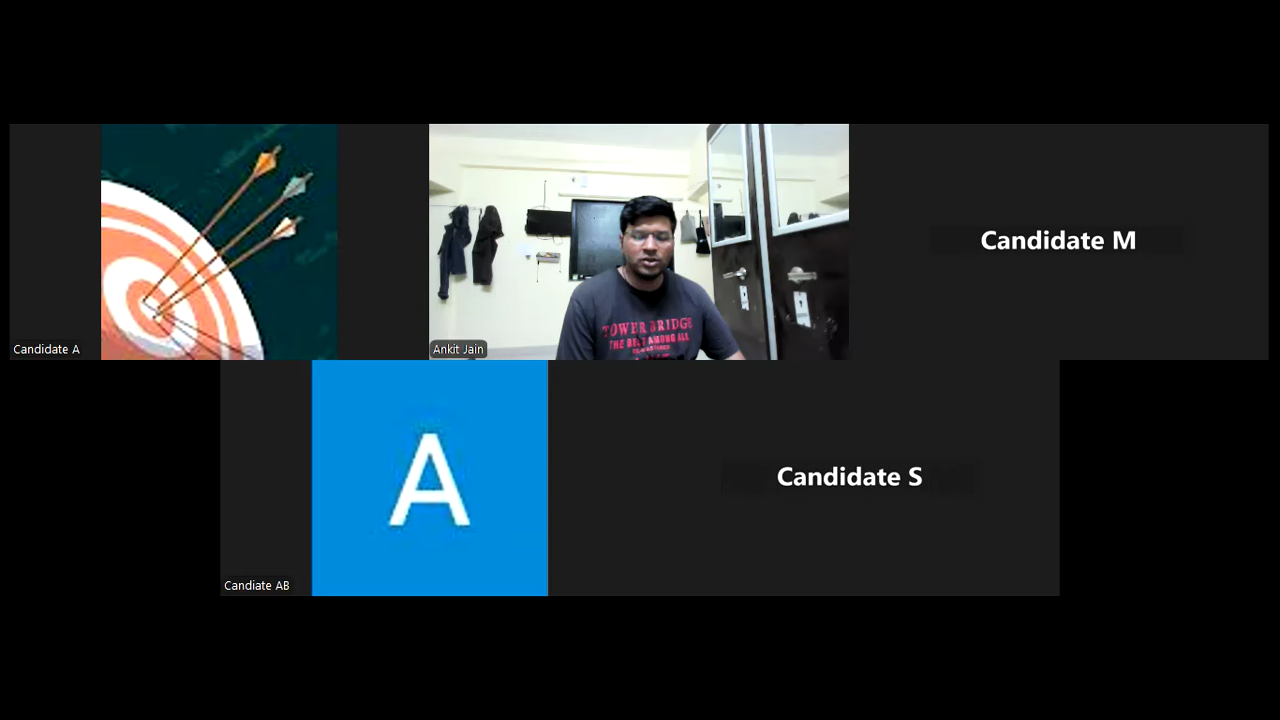 Candidate A
TOWER BRIDGE
THE BEST AMONG ALL
Ankit Jain
Candidate M
A
Candiate AB
Candidate S